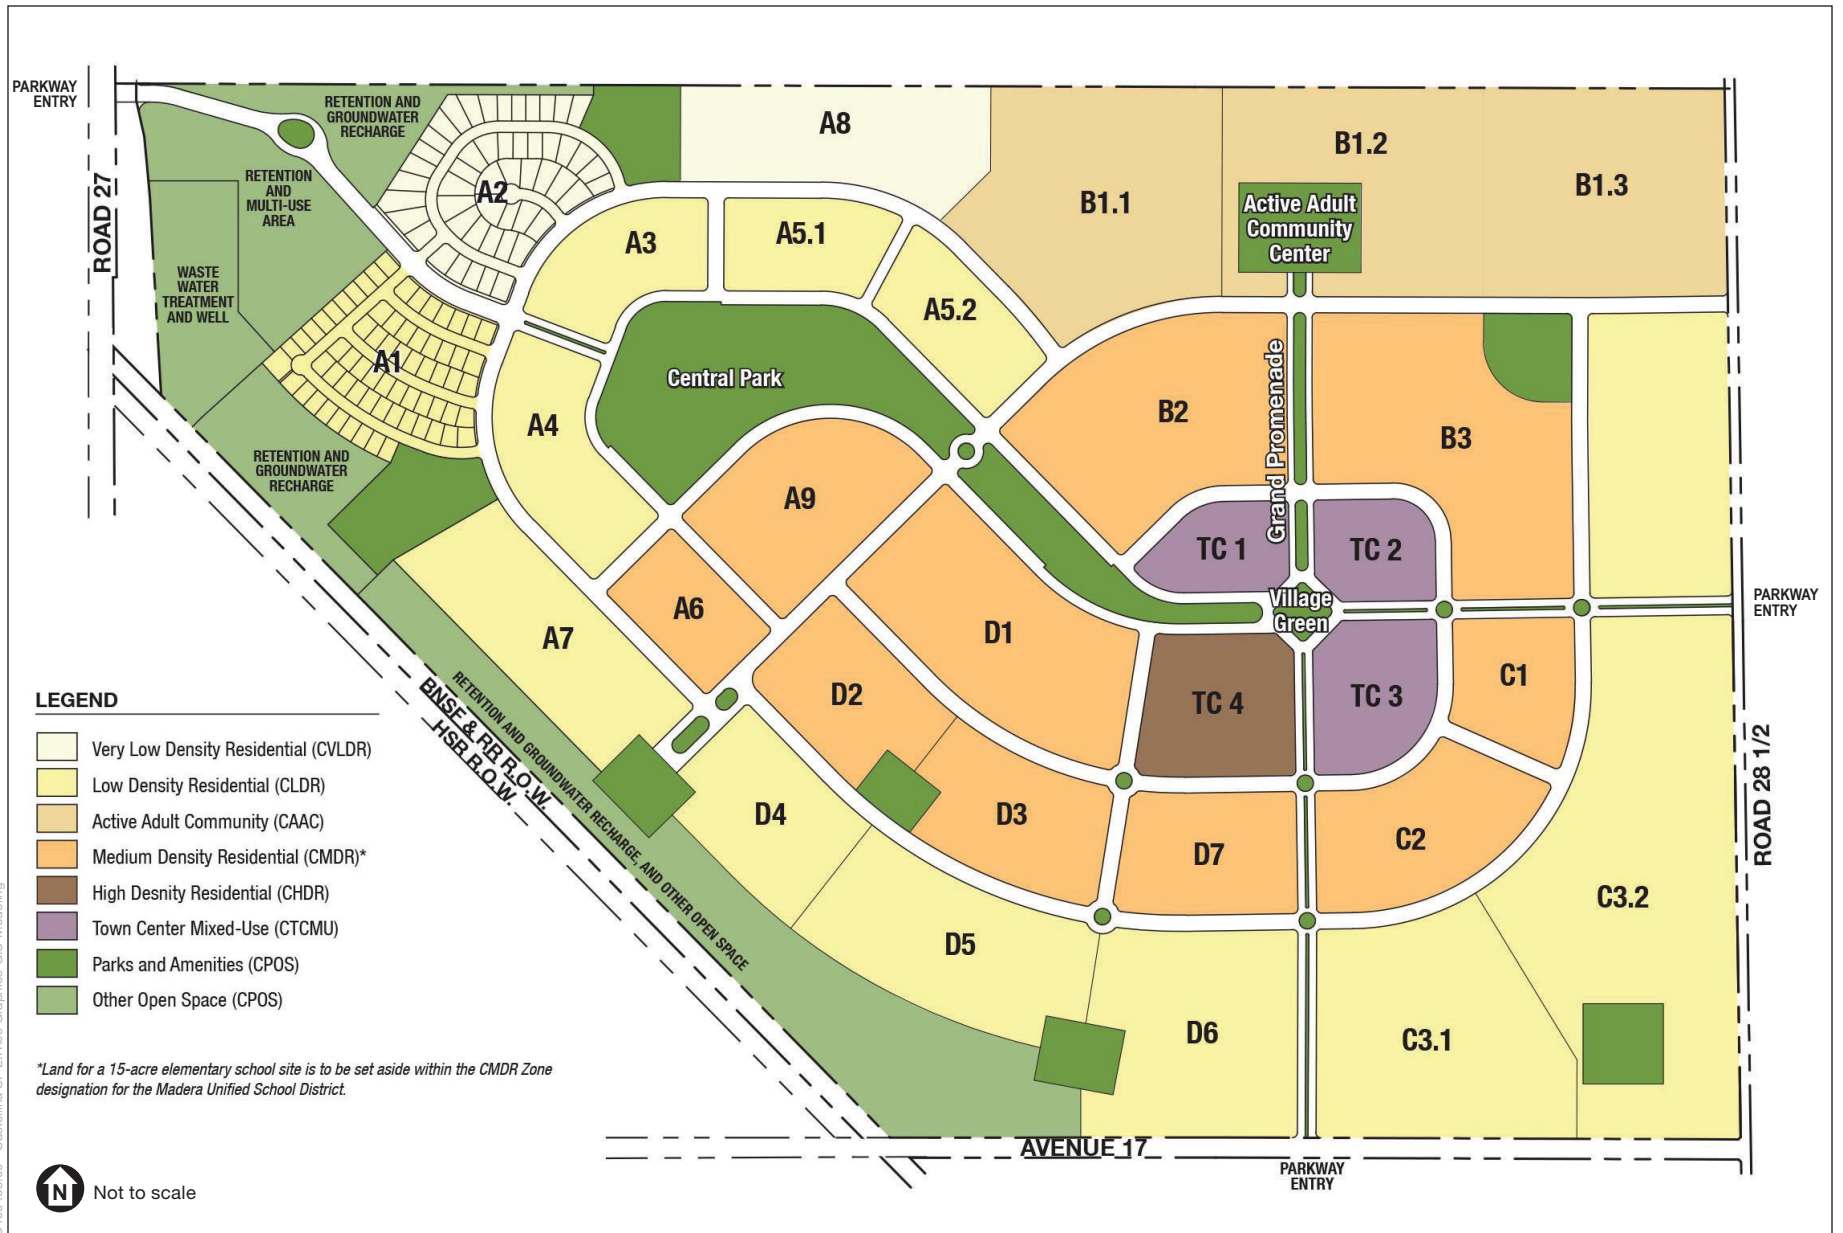 PARKWAY
ENTRY
ROAD 27
RETENTION AND
GROUNDWATER
RECHARGE
RETENTION
AND
MULTI-USE
AREA
WASTE
WATER
TREATMENT
AND WELL
RETENTION AND
GROUNDWATER
RECHARGE
A2
A1
A3
A4
A5.1
A5.2
A8
B1.1
B1.2
B1.3
Active Adult
Community
Center
Central Park
Grand Promenade
B2
B3
A9
A6
A7
TC 1
TC 2
Village
Green
PARKWAY
ENTRY
D1
D2
TC 4
TC 3
C1
D3
D4
D7
C2
D5
D6
C3.1
C3.2
ROAD 28 1/2
BNSF & RR R.O.W.
HSR R.O.W.
RETENTION AND GROUNDWATER RECHARGE, AND OTHER OPEN SPACE
AVENUE 17
PARKWAY
ENTRY
LEGEND
Very Low Density Residential (CVLDR)
Low Density Residential (CLDR)
Active Adult Community (CAAC)
Medium Density Residential (CMDR)*
High Desnity Residential (CHDR)
Town Center Mixed-Use (CTCMU)
Parks and Amenities (CPOS)
Other Open Space (CPOS)
*Land for a 15-acre elementary school site is to be set aside within the CMDR Zone
designation for the Madera Unified School District.
N
Not to scale